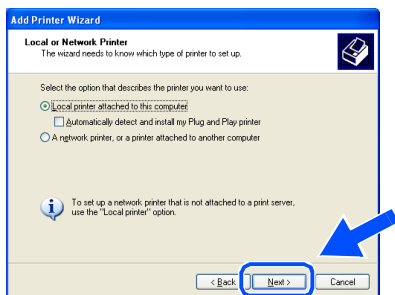 Add Printer Wizard
Local or Network Printer
The wizard needs to know which type of printer to set up.
Select the option that describes the printer you want to use:
Local printer attached to this computer
Automatically detect and install my Plug and Play printer
A network printer, or a printer attached to another computer
To set up a network printer that is not attached to a print server,
use the "Local printer" option.
< Back Next > Cancel